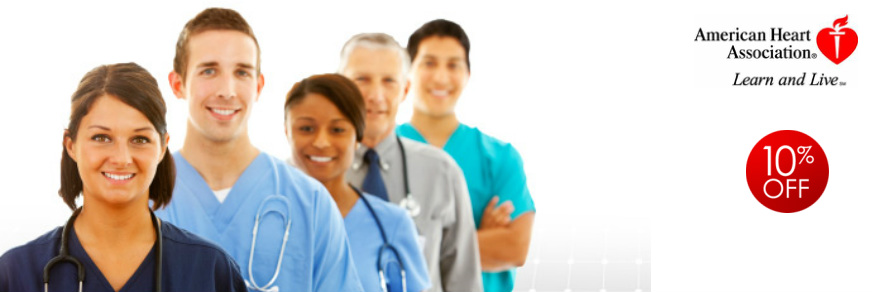 American Heart
Association®
Learn and Live℠
10%
OFF